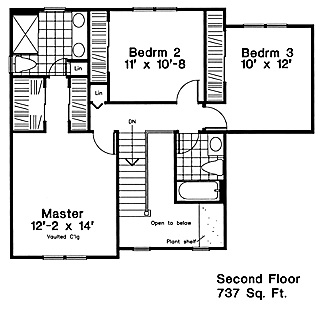 Bedrm 2
11' x 10'-8
Bedrm 3
10' x 12'
Lin
Lin
DN
Master
12'-2 x 14'
Vaulted C'lg
Open to below
Plant shelf
Second Floor
737 Sq. Ft.